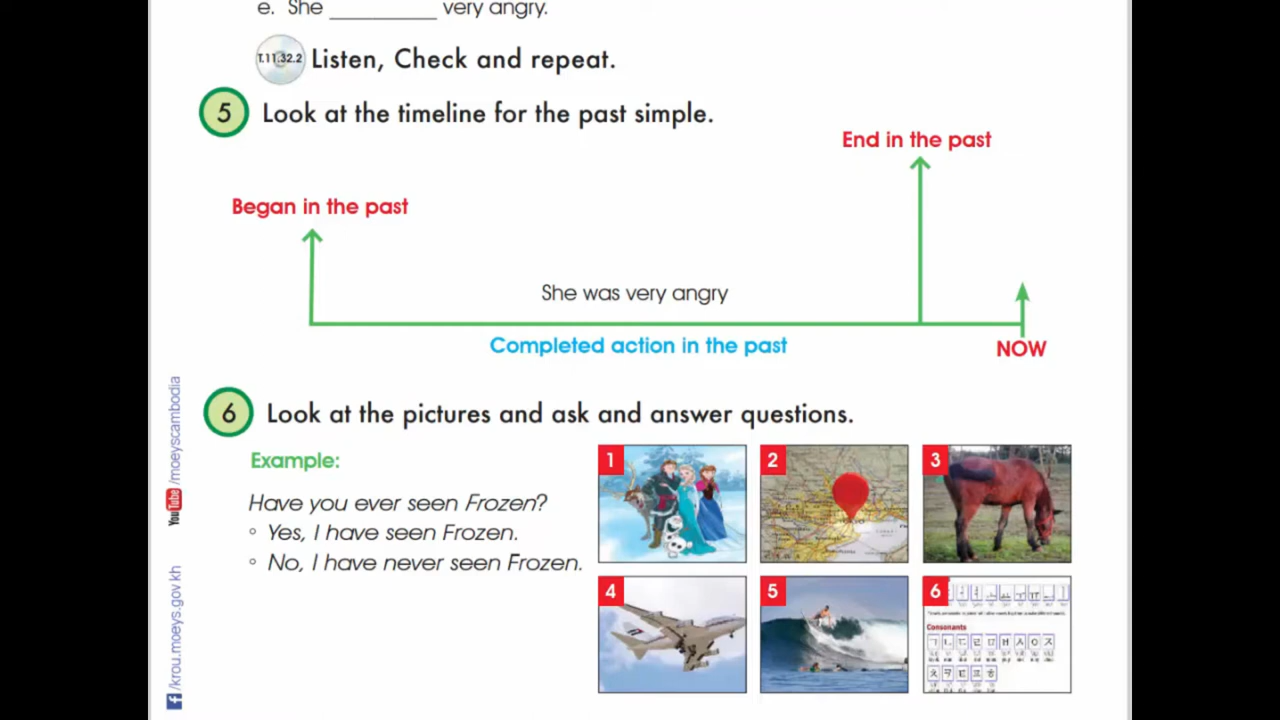 e. She __________ very angry.
T.11.32.2 Listen, Check and repeat.
5 Look at the timeline for the past simple.
End in the past
Began in the past
She was very angry
Completed action in the past
NOW
6 Look at the pictures and ask and answer questions.
Example:
Have you ever seen Frozen?
° Yes, I have seen Frozen.
° No, I have never seen Frozen.
1
2
3
4
5
6
Consonants
ㄱ ㄴ ㄷ ㄹ ㅁ ㅂ ㅅ ㅇ ㅈ
ㅊ ㅋ ㅌ ㅍ ㅎ
YouTube /moeyscambodia
f /krou.moeys.gov.kh